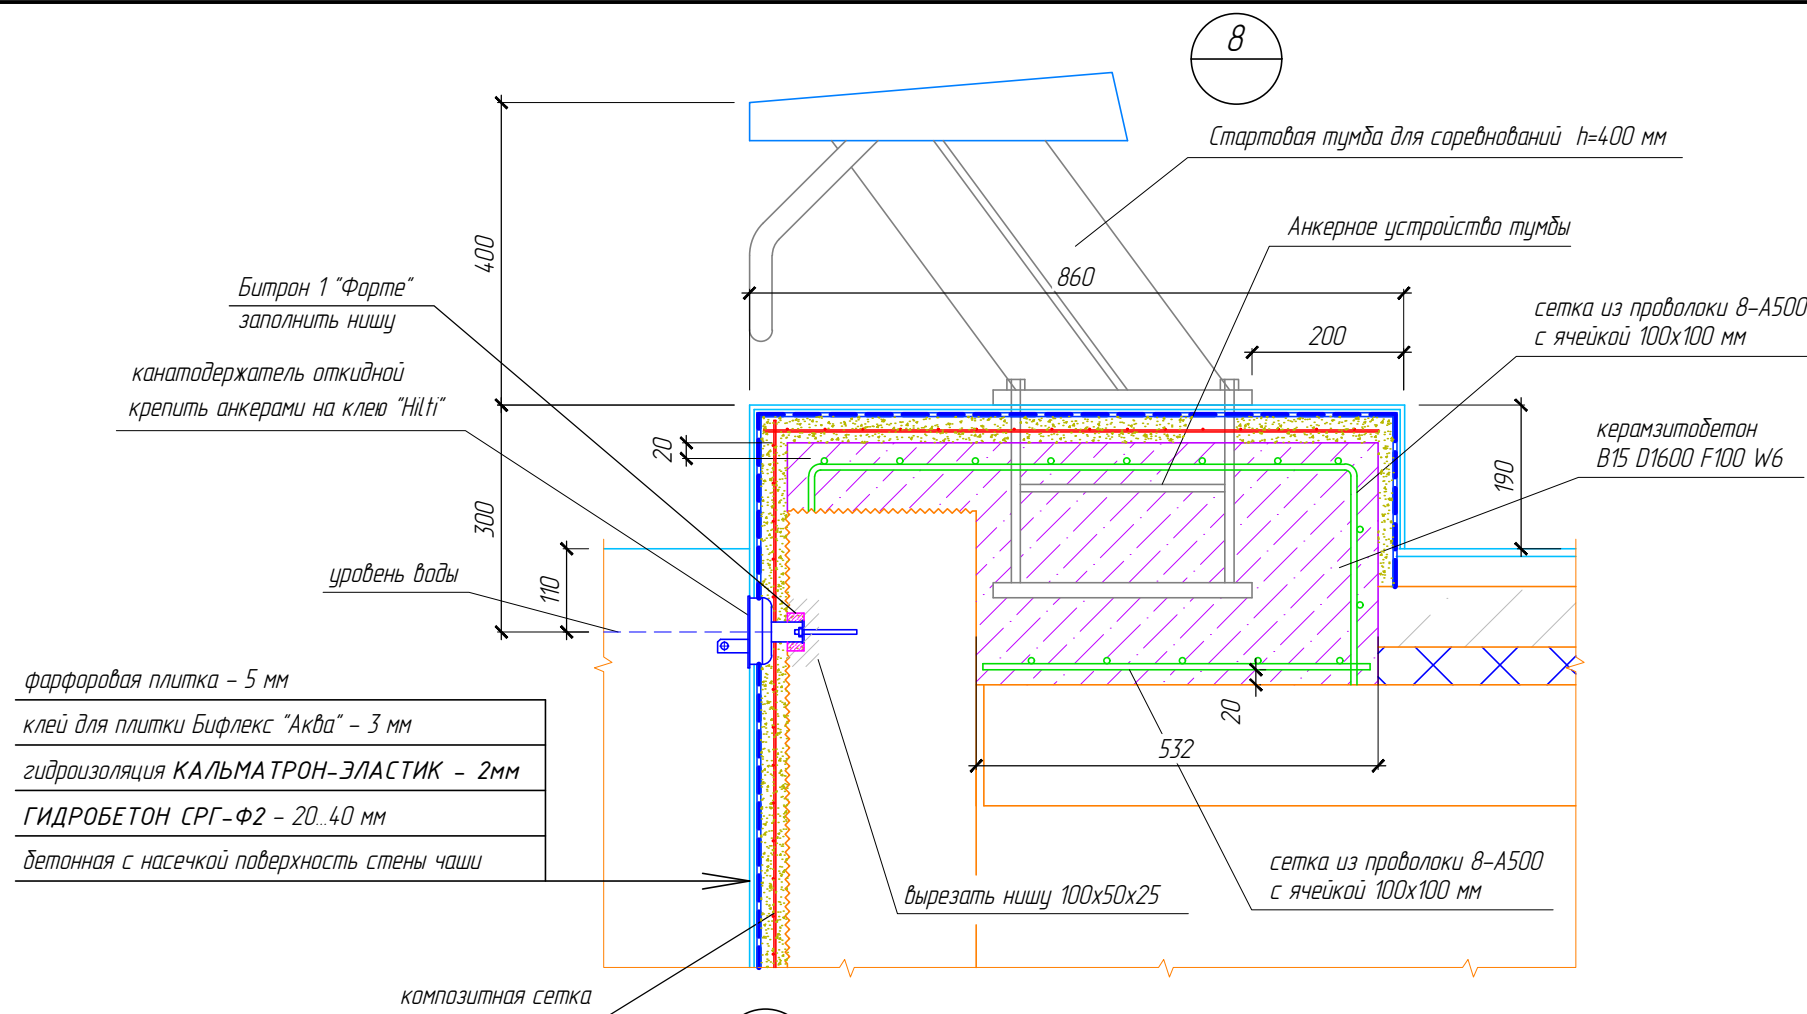 8
Стартовая тумба для соревнований h=400 мм
Анкерное устройство тумбы
400
860
Битрон 1 "Форте"
заполнить нишу
сетка из проволоки 8-А500
с ячейкой 100х100 мм
200
канатодержатель откидной
крепить анкерами на клею "Hilti"
керамзитобетон
В15 D1600 F100 W6
20
190
300
уровень воды
110
фарфоровая плитка - 5 мм
клей для плитки Бифлекс "Аква" - 3 мм
гидроизоляция КАЛЬМАТРОН-ЭЛАСТИК - 2мм
ГИДРОБЕТОН СРГ-Ф2 - 20...40 мм
бетонная с насечкой поверхность стены чаши
20
532
вырезать нишу 100х50х25
сетка из проволоки 8-А500
с ячейкой 100х100 мм
композитная сетка